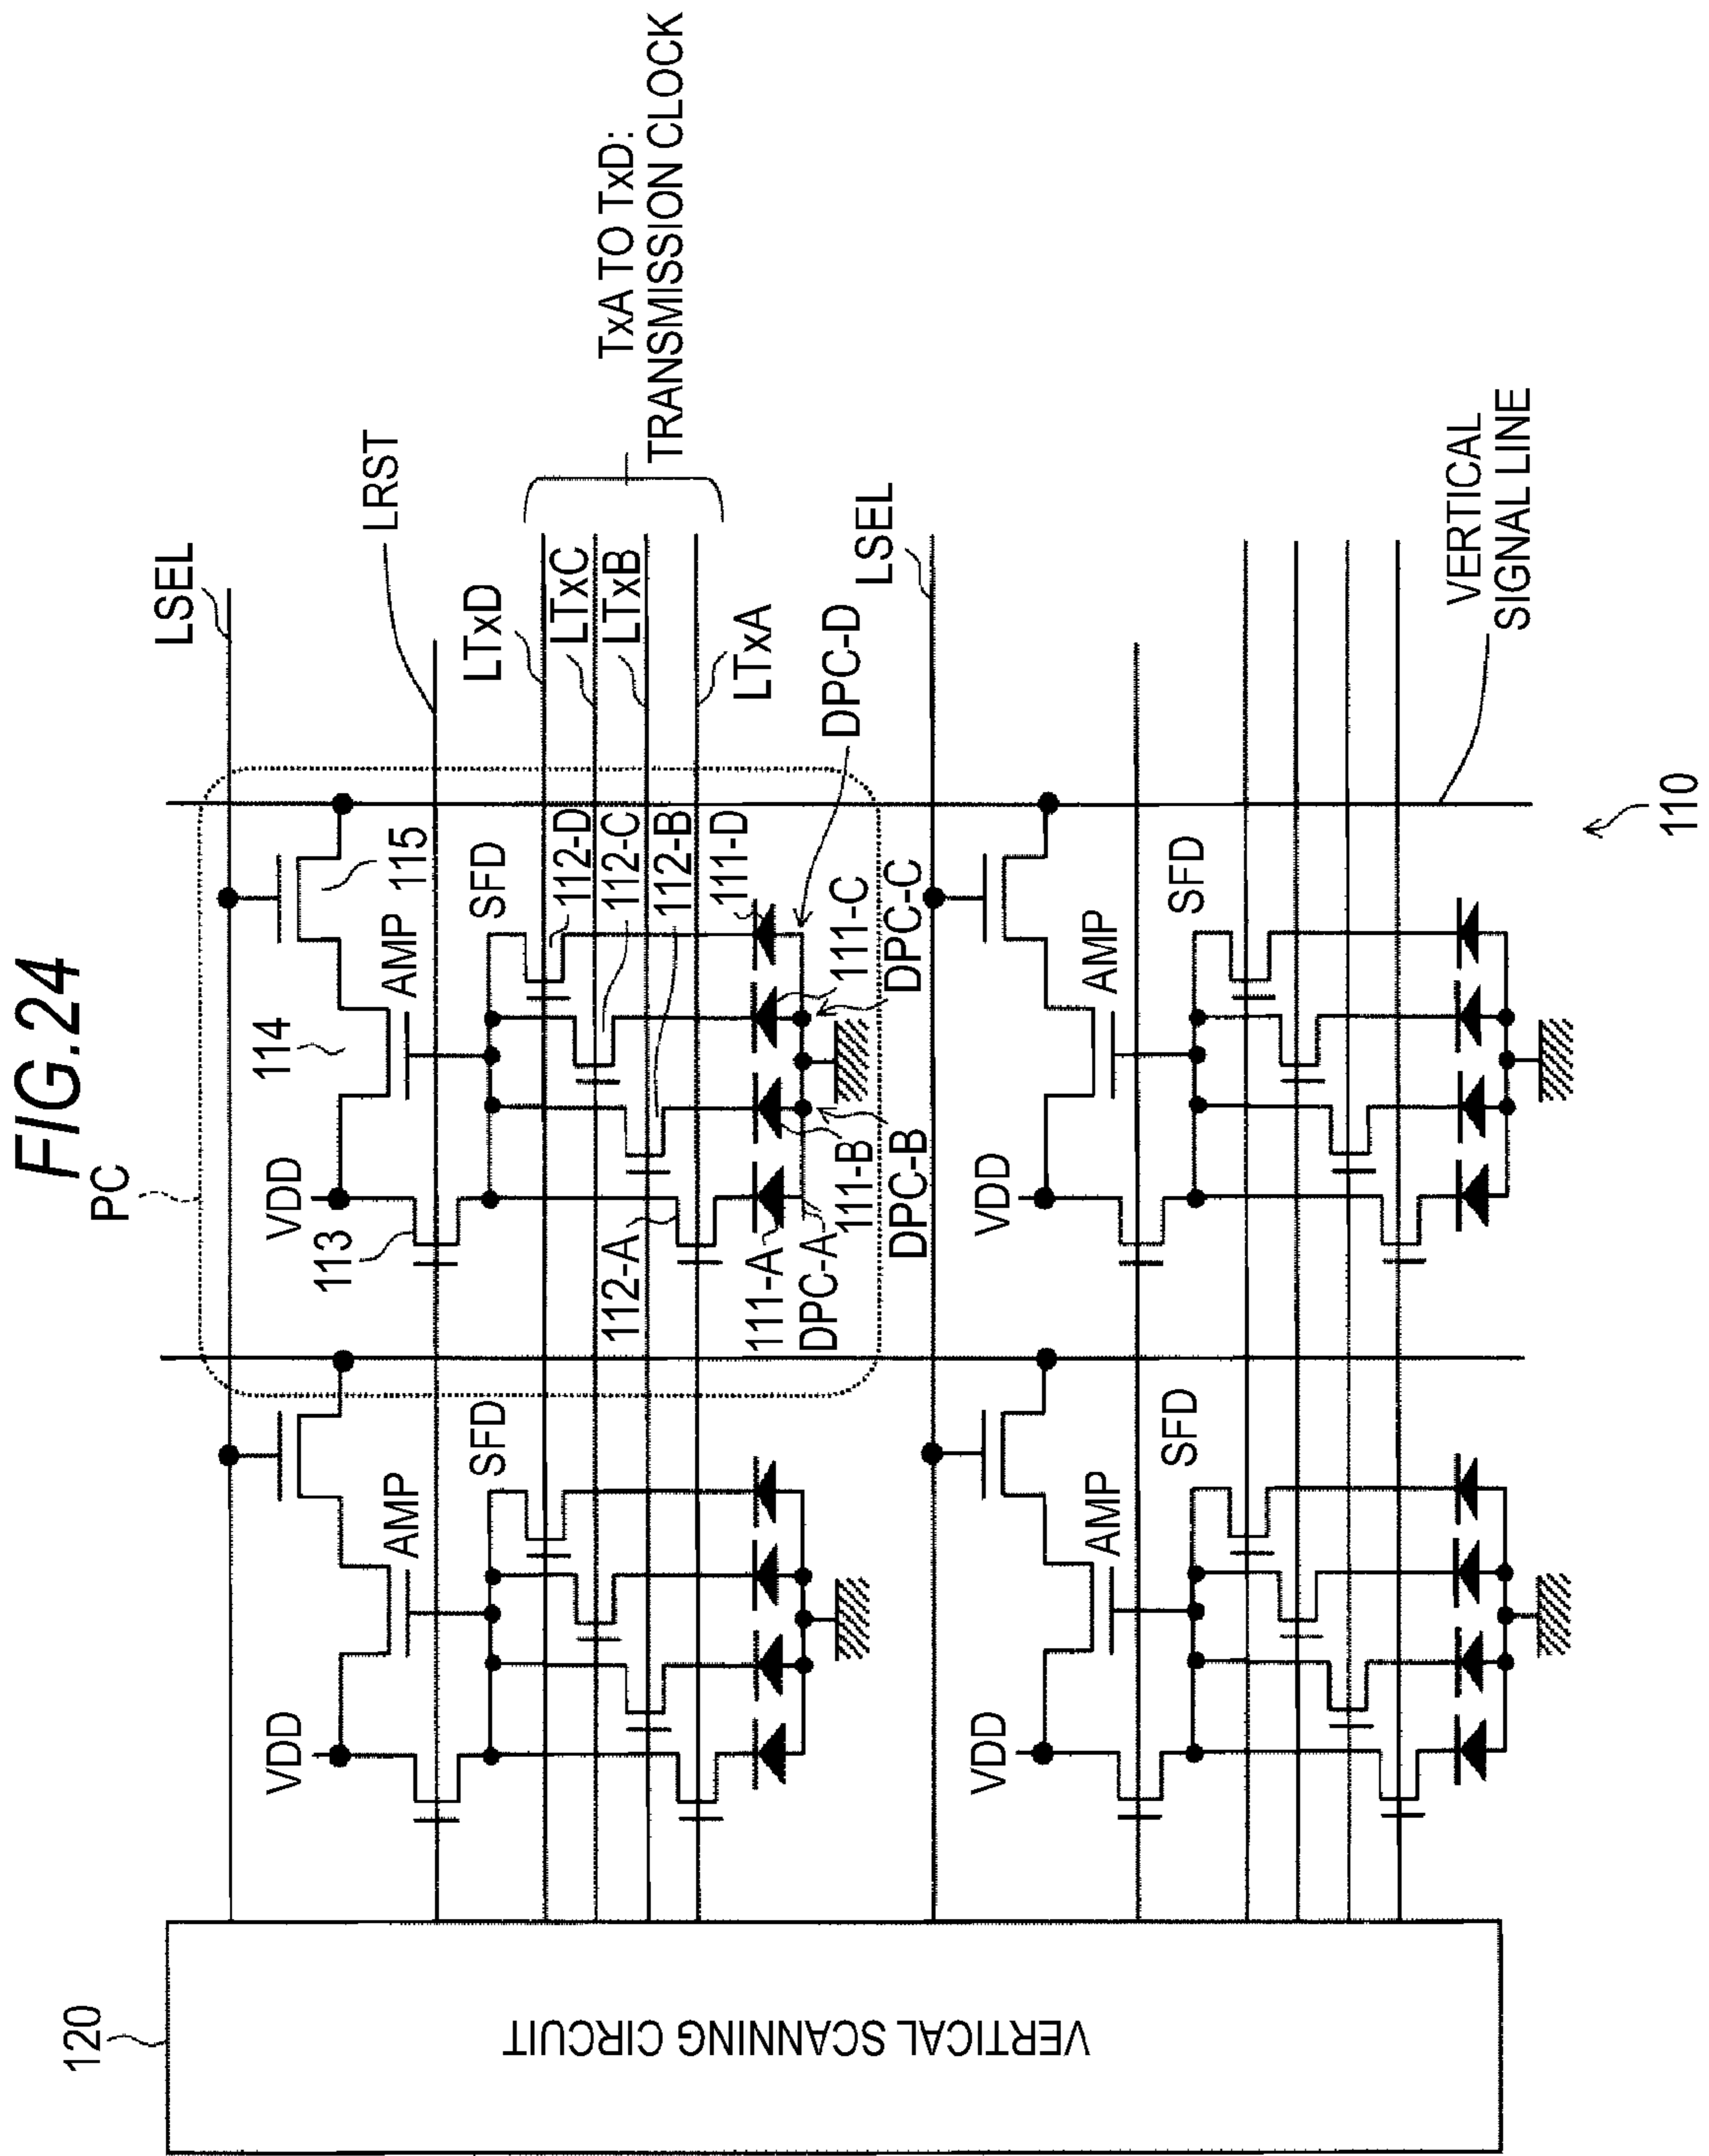 FIG.24
PC
LSEL
LRST
LTxD
LTxC
LTxB
LTxA
TxA TO TxD:
TRANSMISSION CLOCK
VDD
113
114
AMP
115
SFD
112-D
112-C
112-B
112-A
111-D
111-C
111-B
111-A
DPC-D
DPC-C
DPC-B
DPC-A
VDD
AMP
SFD
LSEL
VDD
AMP
SFD
VDD
AMP
SFD
VERTICAL
SIGNAL LINE
110
120
VERTICAL SCANNING CIRCUIT